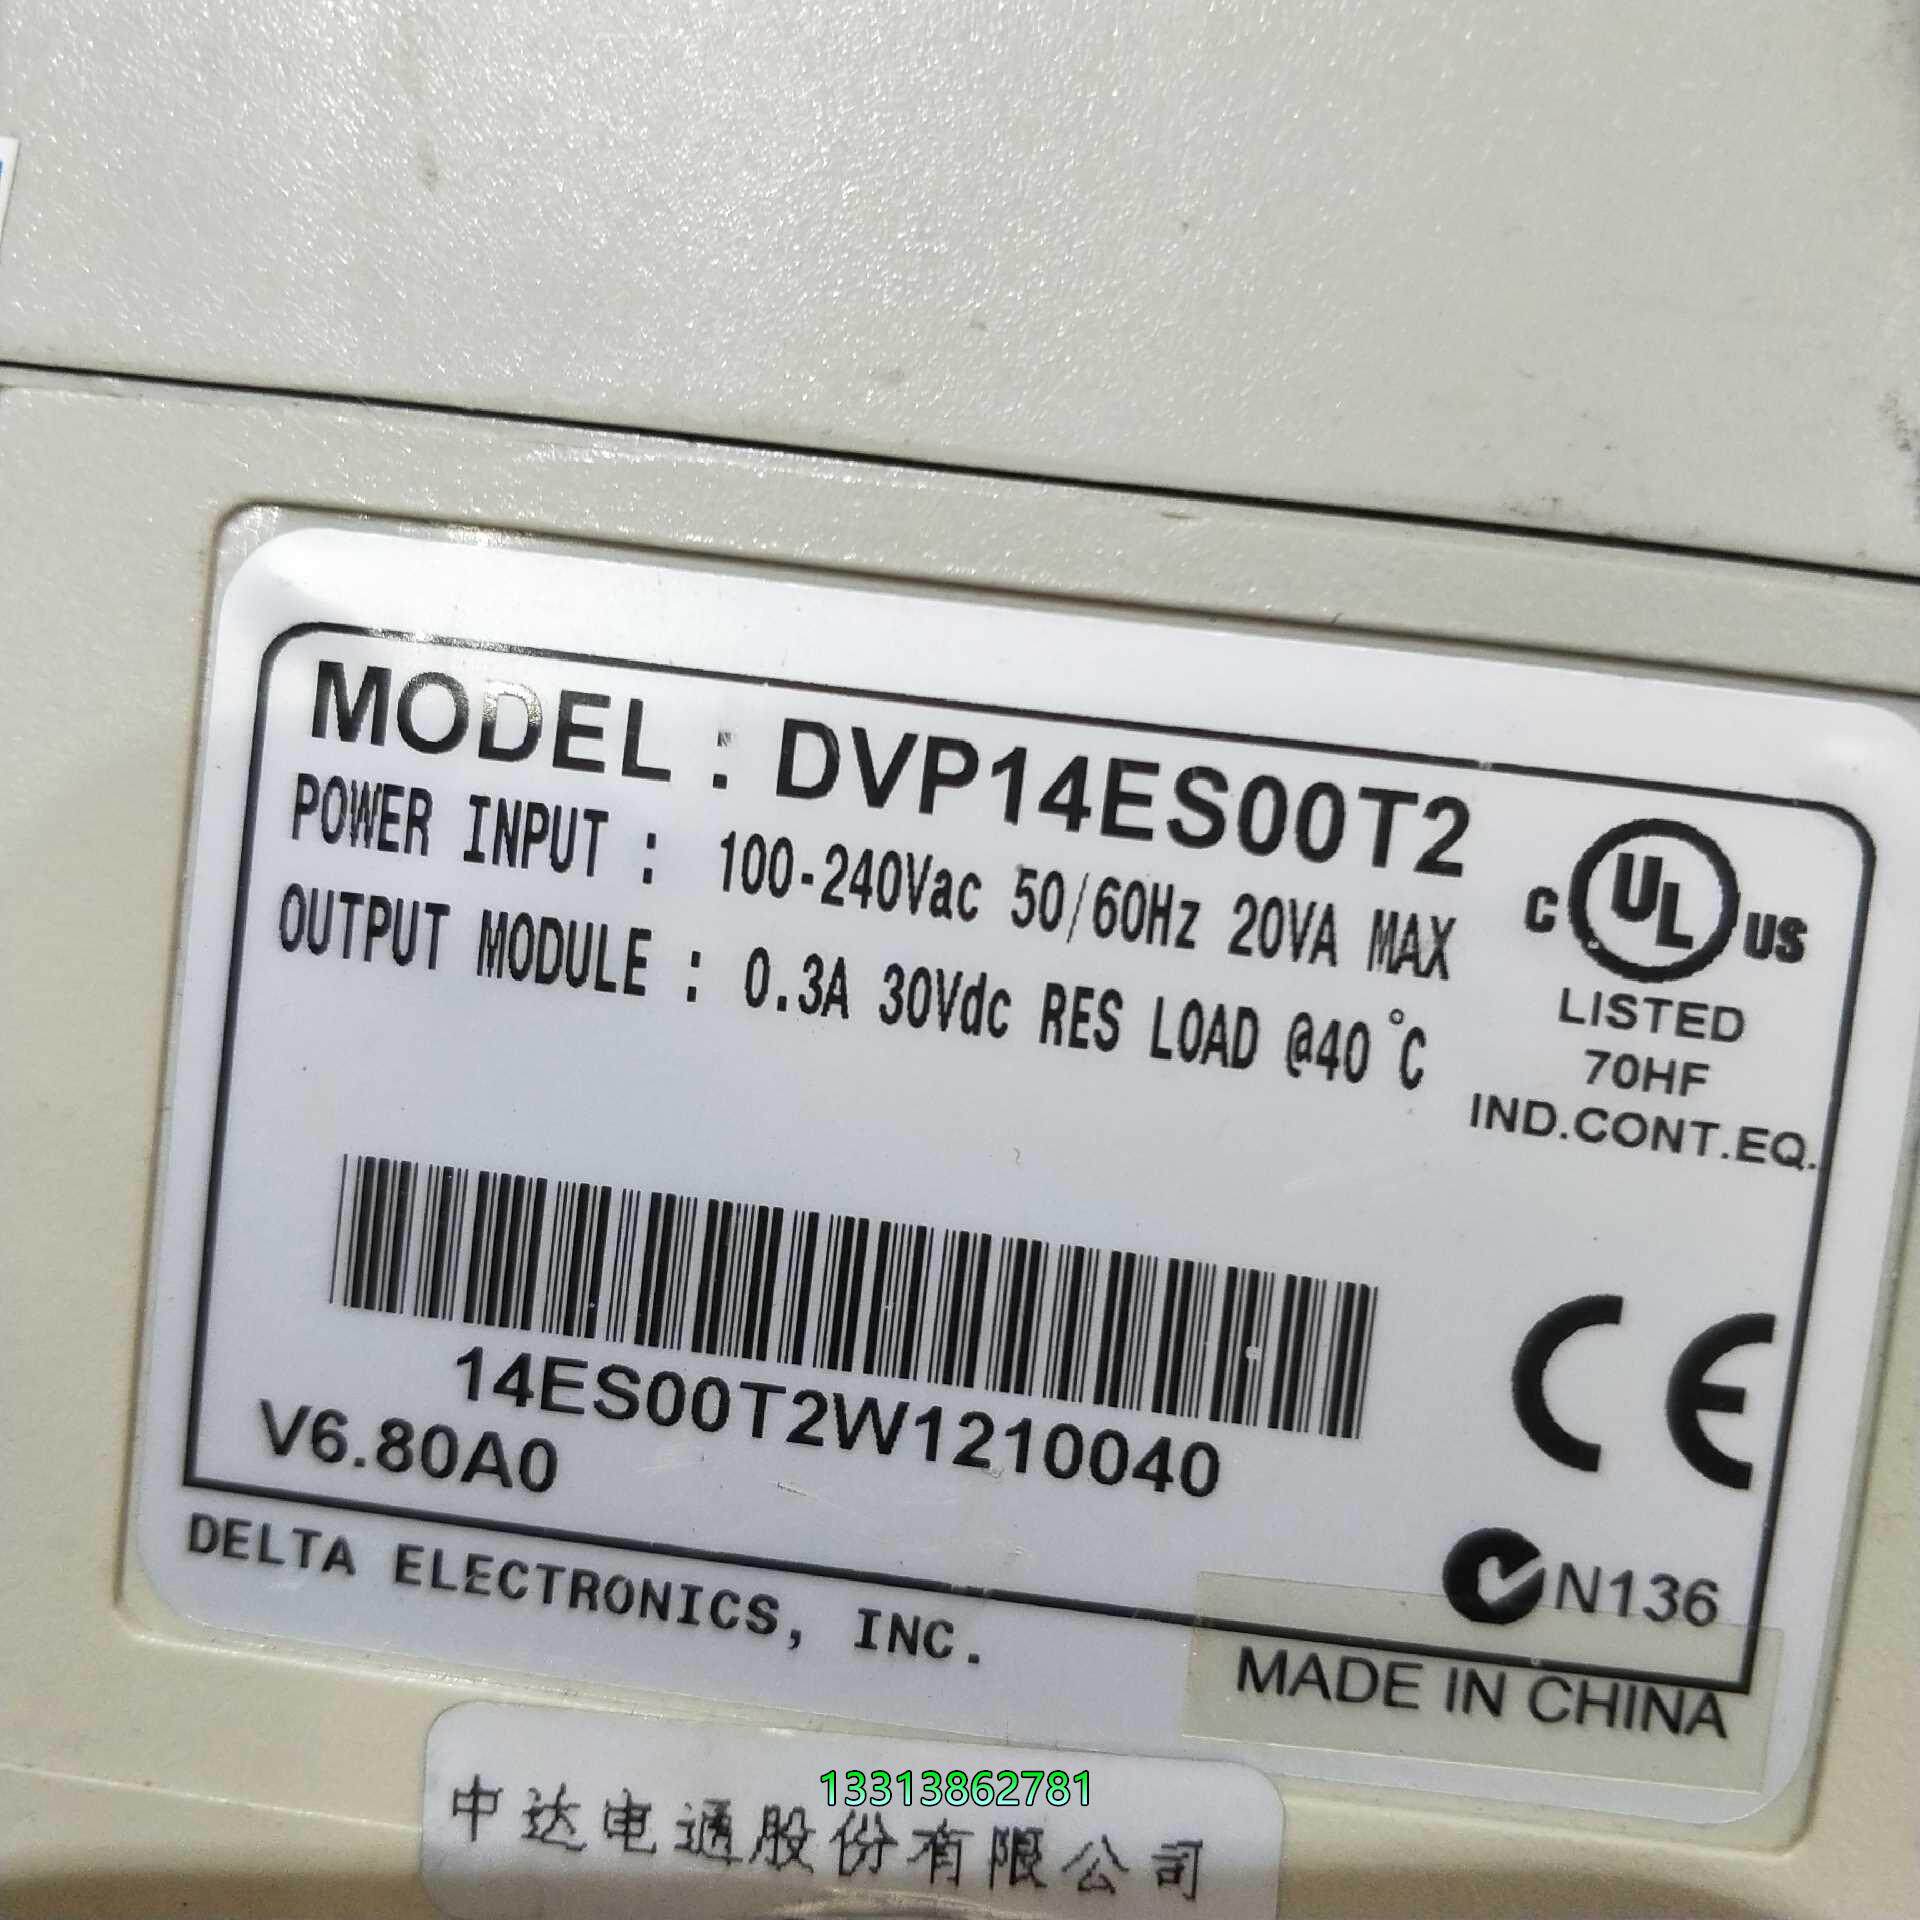 MODEL : DVP14ES00T2
POWER INPUT : 100-240Vac 50/60Hz 20VA MAX
OUTPUT MODULE : 0.3A 30Vdc RES LOAD @40°C
C UL US
LISTED
70HF
IND.CONT.EQ.
14ES00T2W1210040
V6.80A0
CE
N136
DELTA ELECTRONICS, INC.
MADE IN CHINA
13313862781
中达电通股份有限公司